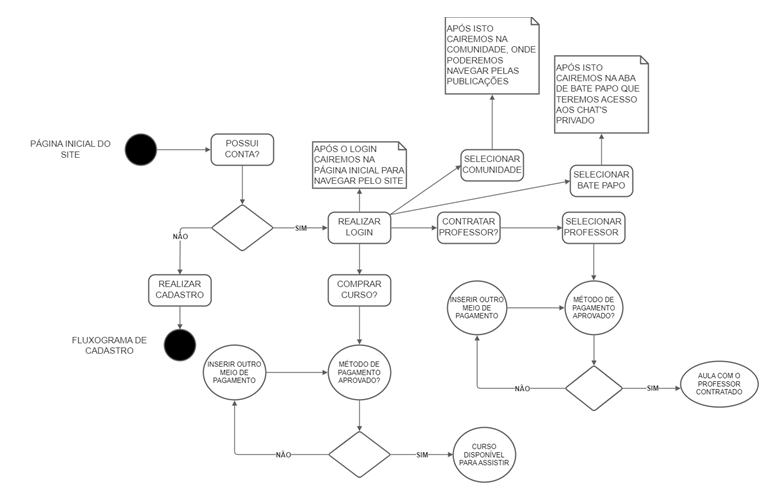 APÓS ISTO
CAIREMOS NA
COMUNIDADE, ONDE
PODEREMOS
NAVEGAR PELAS
PUBLICAÇÕES
APÓS ISTO
CAIREMOS NA ABA
DE BATE PAPO QUE
TEREMOS ACESSO
AOS CHAT'S
PRIVADO
PÁGINA INICIAL DO
SITE
POSSUI
CONTA?
APÓS O LOGIN
CAIREMOS NA
PÁGINA INICIAL PARA
NAVEGAR PELO SITE
SELECIONAR
COMUNIDADE
SELECIONAR
BATE PAPO
NÃO
SIM
REALIZAR
LOGIN
CONTRATAR
PROFESSOR?
SELECIONAR
PROFESSOR
REALIZAR
CADASTRO
COMPRAR
CURSO?
INSERIR OUTRO
MEIO DE
PAGAMENTO
MÉTODO DE
PAGAMENTO
APROVADO?
FLUXOGRAMA DE
CADASTRO
INSERIR OUTRO
MEIO DE
PAGAMENTO
MÉTODO DE
PAGAMENTO
APROVADO?
NÃO
SIM
AULA COM O
PROFESSOR
CONTRATADO
NÃO
SIM
CURSO
DISPONÍVEL
PARA ASSISTIR